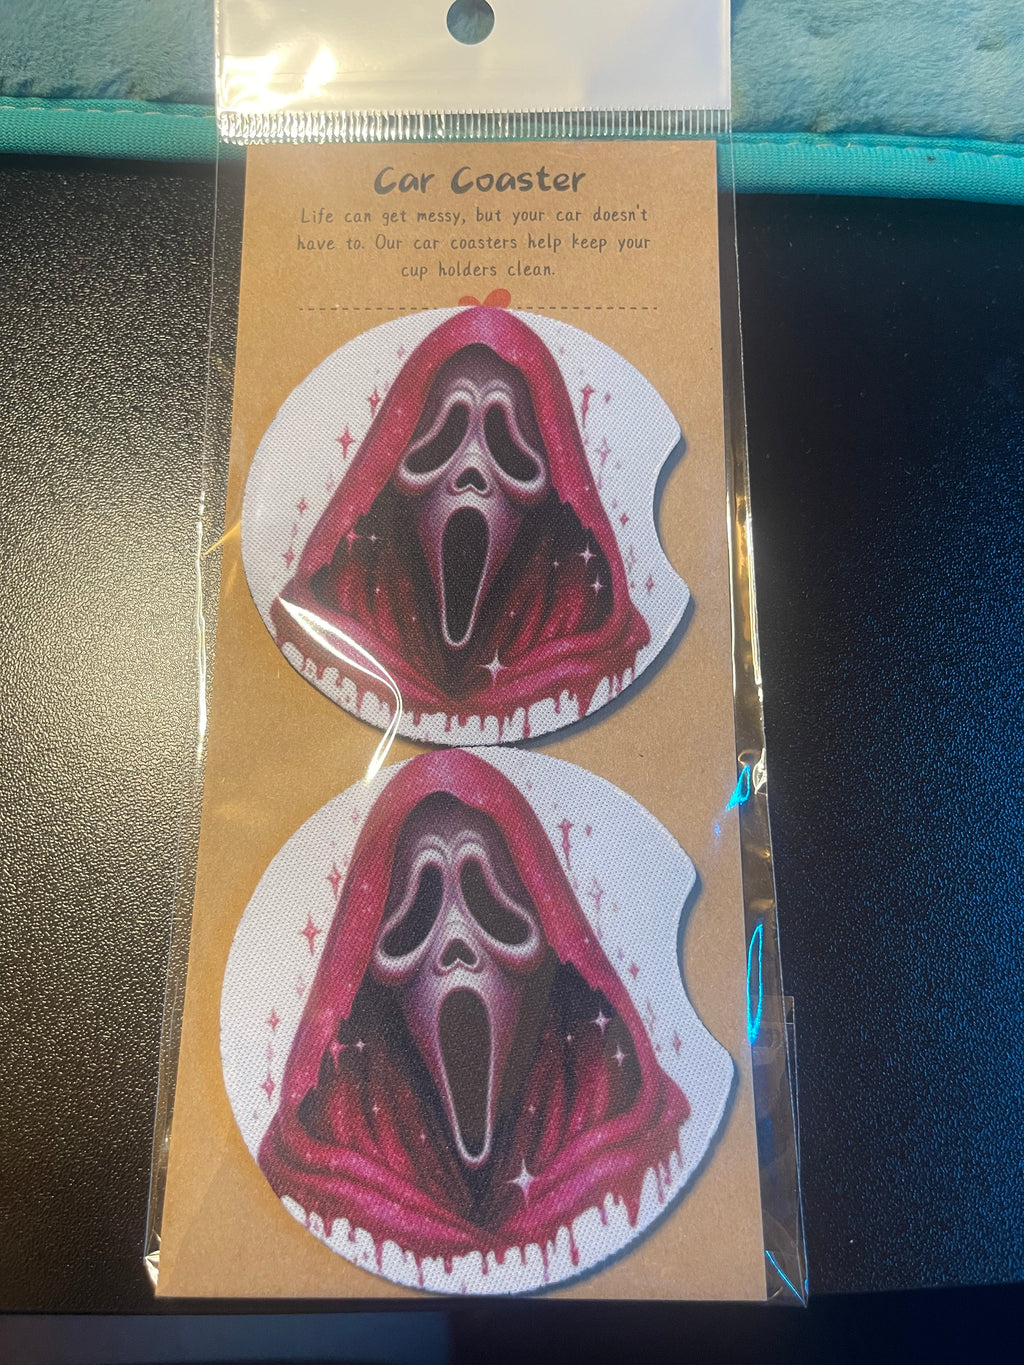 Car Coaster
Life can get messy, but your car doesn't
have to. Our car coasters help keep your
cup holders clean.